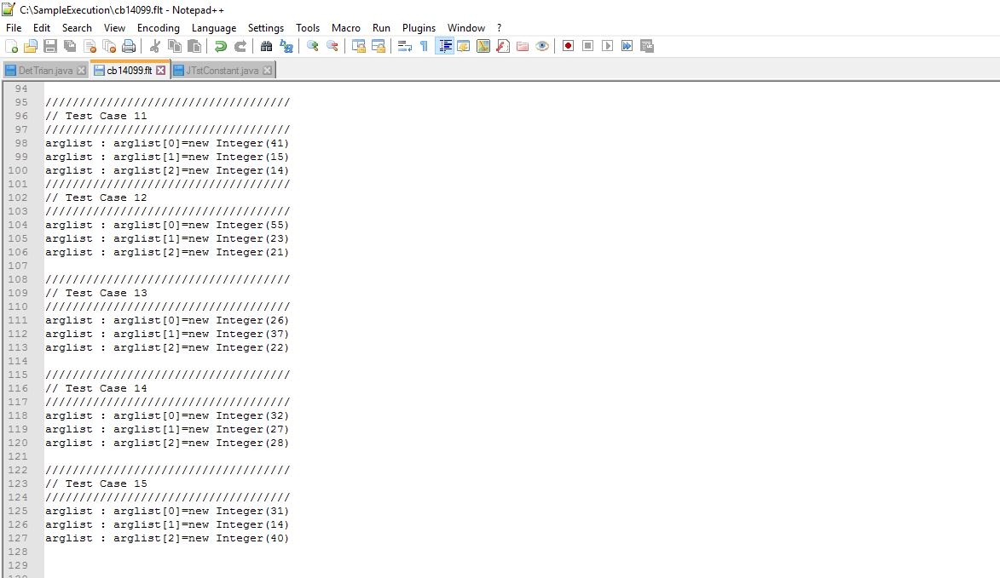 C:\SampleExecution\cb14099.flt - Notepad++
File Edit Search View Encoding Language Settings Tools Macro Run Plugins Window ?
DetTrian.java cb14099.flt JTstConstant.java
94
95 ////////////////////////////////////
96 // Test Case 11
97 ////////////////////////////////////
98 arglist : arglist[0]=new Integer(41)
99 arglist : arglist[1]=new Integer(15)
100 arglist : arglist[2]=new Integer(14)
101 ////////////////////////////////////
102 // Test Case 12
103 ////////////////////////////////////
104 arglist : arglist[0]=new Integer(55)
105 arglist : arglist[1]=new Integer(23)
106 arglist : arglist[2]=new Integer(21)
107
108 ////////////////////////////////////
109 // Test Case 13
110 ////////////////////////////////////
111 arglist : arglist[0]=new Integer(26)
112 arglist : arglist[1]=new Integer(37)
113 arglist : arglist[2]=new Integer(22)
114
115 ////////////////////////////////////
116 // Test Case 14
117 ////////////////////////////////////
118 arglist : arglist[0]=new Integer(32)
119 arglist : arglist[1]=new Integer(27)
120 arglist : arglist[2]=new Integer(28)
121
122 ////////////////////////////////////
123 // Test Case 15
124 ////////////////////////////////////
125 arglist : arglist[0]=new Integer(31)
126 arglist : arglist[1]=new Integer(14)
127 arglist : arglist[2]=new Integer(40)
128
129